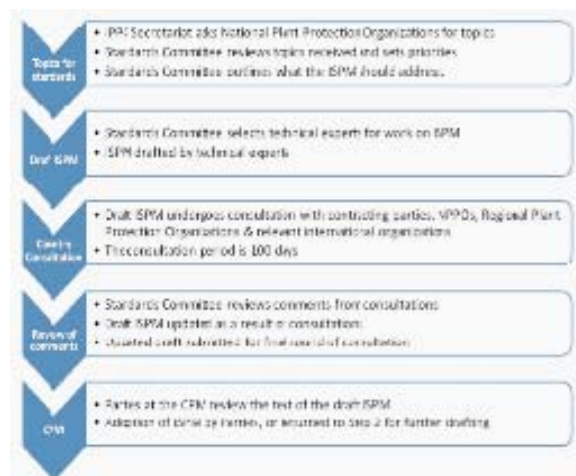 Topics for
standards
• IPPC Secretariat asks National Plant Protection Organizations for topics
• Standards Committee reviews topics received and sets priorities
• Standards Committee outlines what the ISPM should address.
Draft ISPM
• Standards Committee selects technical experts for work on ISPM
• ISPM drafted by technical experts
Country
Consultation
• Draft ISPM undergoes consultation with contracting parties, NPPOs, Regional Plant
Protection Organizations & relevant international organizations
• The consultation period is 100 days
Review of
comments
• Standards Committee reviews comments from consultations
• Draft ISPM updated as a result of consultations
• Updated draft submitted for final round of consultation
CPM
• Parties at the CPM review the text of the draft ISPM
• Adoption of ISPM by Parties, or returned to Step 2 for further drafting